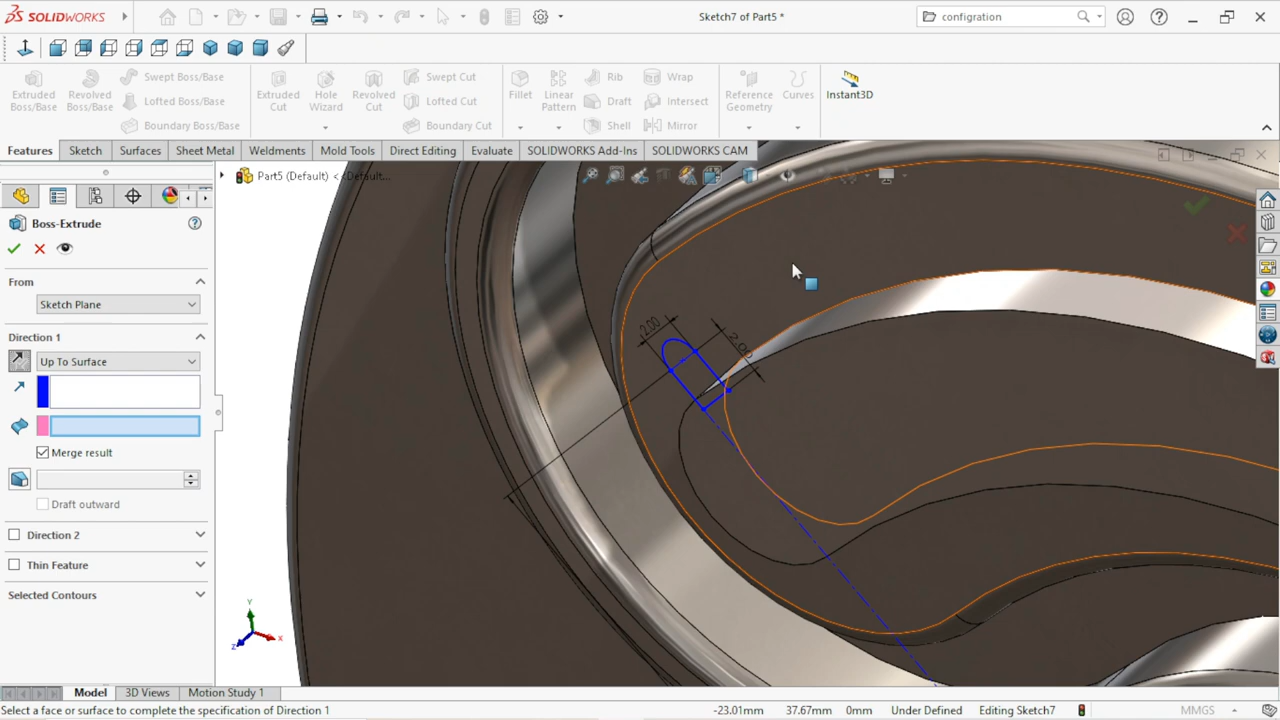 SOLIDWORKS
Sketch7 of Part5 *
configration
Extruded Boss/Base
Revolved Boss/Base
Swept Boss/Base
Lofted Boss/Base
Boundary Boss/Base
Extruded Cut
Hole Wizard
Revolved Cut
Swept Cut
Lofted Cut
Boundary Cut
Fillet
Linear Pattern
Rib
Draft
Shell
Wrap
Intersect
Mirror
Reference Geometry
Curves
Instant3D
Features Sketch Surfaces Sheet Metal Weldments Mold Tools Direct Editing Evaluate SOLIDWORKS Add-Ins SOLIDWORKS CAM
Part5 (Default) < <Default...
Boss-Extrude
From
Sketch Plane
Direction 1
Up To Surface
Merge result
Draft outward
Direction 2
Thin Feature
Selected Contours
2.00
2.00
Y
X
Z
Model 3D Views Motion Study 1
Select a face or surface to complete the specification of Direction 1
-23.01mm 37.67mm 0mm Under Defined Editing Sketch7 MMGS